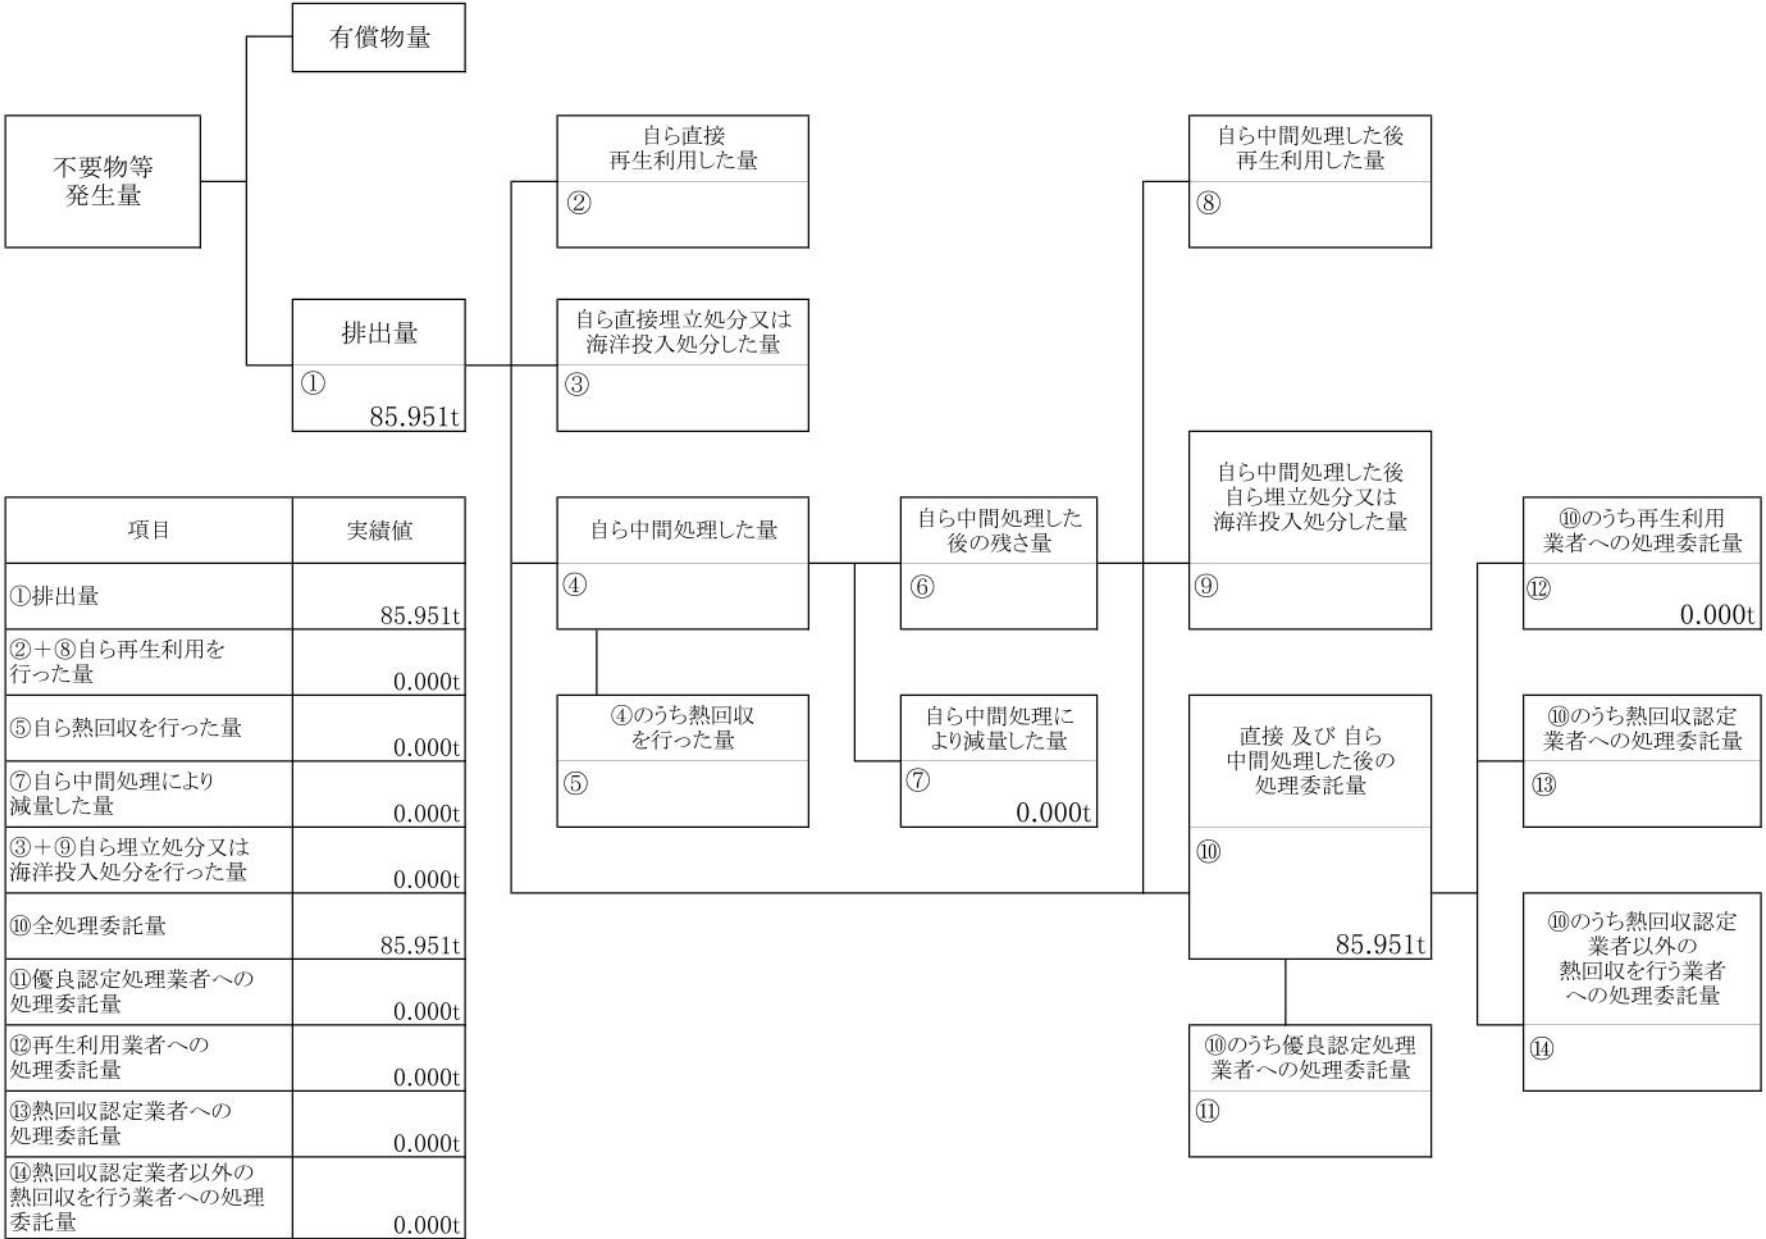 有償物量
不要物等
発生量
自ら直接
再生利用した量
②
自ら中間処理した後
再生利用した量
⑧
排出量
①
85.951t
自ら直接埋立処分又は
海洋投入処分した量
③
自ら中間処理した量
④
自ら中間処理した
後の残さ量
⑥
自ら中間処理した後
自ら埋立処分又は
海洋投入処分した量
⑨
⑩のうち再生利用
業者への処理委託量
⑫
0.000t
④のうち熱回収
を行った量
⑤
自ら中間処理に
より減量した量
⑦
0.000t
直接 及び 自ら
中間処理した後の
処理委託量
⑩
85.951t
⑩のうち熱回収認定
業者への処理委託量
⑬
⑩のうち熱回収認定
業者以外の
熱回収を行う業者
への処理委託量
⑭
⑩のうち優良認定処理
業者への処理委託量
⑪
項目
実績値
①排出量
85.951t
②+⑧自ら再生利用を
行った量
0.000t
⑤自ら熱回収を行った量
0.000t
⑦自ら中間処理により
減量した量
0.000t
③+⑨自ら埋立処分又は
海洋投入処分を行った量
0.000t
⑩全処理委託量
85.951t
⑪優良認定処理業者への
処理委託量
0.000t
⑫再生利用業者への
処理委託量
0.000t
⑬熱回収認定業者への
処理委託量
0.000t
⑭熱回収認定業者以外の
熱回収を行う業者への処理
委託量
0.000t